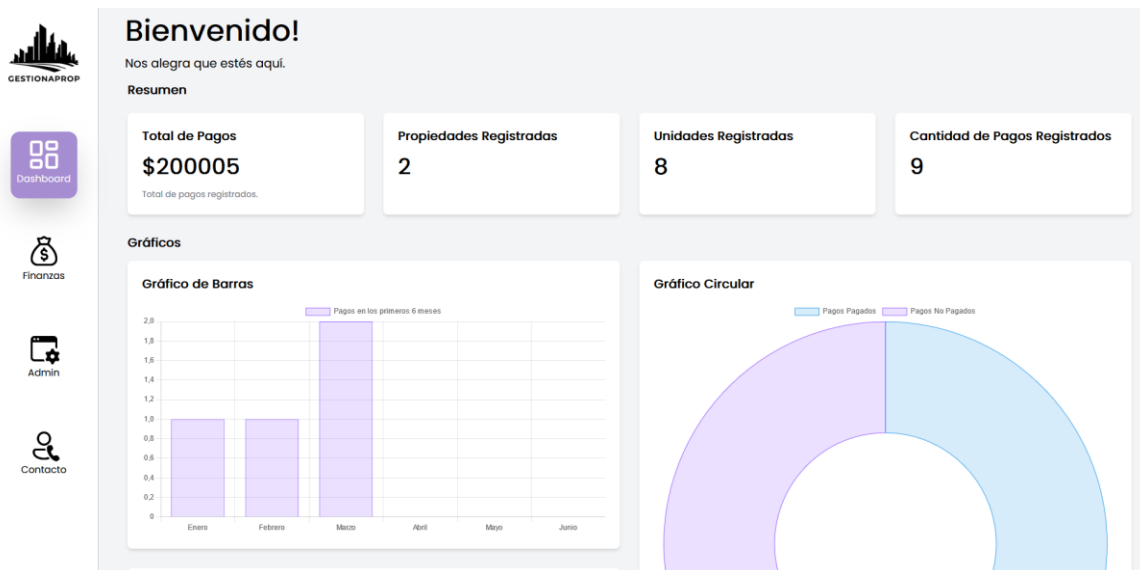 GESTIONAPROP
Dashboard
Finanzas
Admin
Contacto
Bienvenido!
Nos alegra que estés aquí.
Resumen
Total de Pagos
$200005
Total de pagos registrados.
Propiedades Registradas
2
Unidades Registradas
8
Cantidad de Pagos Registrados
9
Gráficos
Gráfico de Barras
Pagos en los primeros 6 meses
2,0
1,8
1,6
1,4
1,2
1,0
0,8
0,6
0,4
0,2
0
Enero Febrero Marzo Abril Mayo Junio
Gráfico Circular
Pagos Pagados Pagos No Pagados